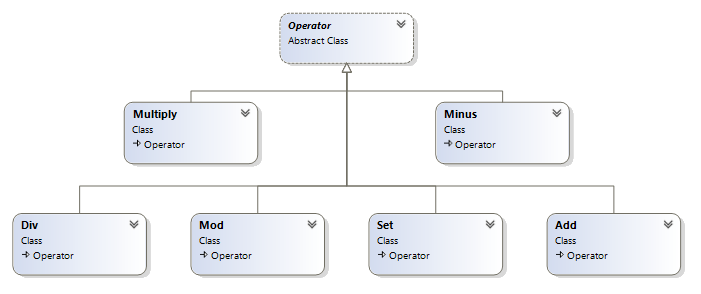 Operator
Abstract Class
Multiply
Class
Operator
Minus
Class
Operator
Div
Class
Operator
Mod
Class
Operator
Set
Class
Operator
Add
Class
Operator